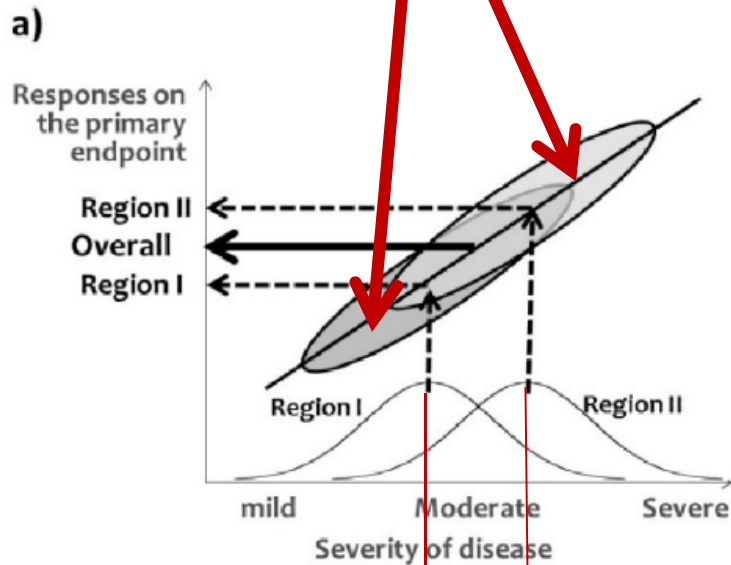 a)
Responses on
the primary
endpoint
Region II
Overall
Region I
Region I
Region II
mild Moderate Severe
Severity of disease